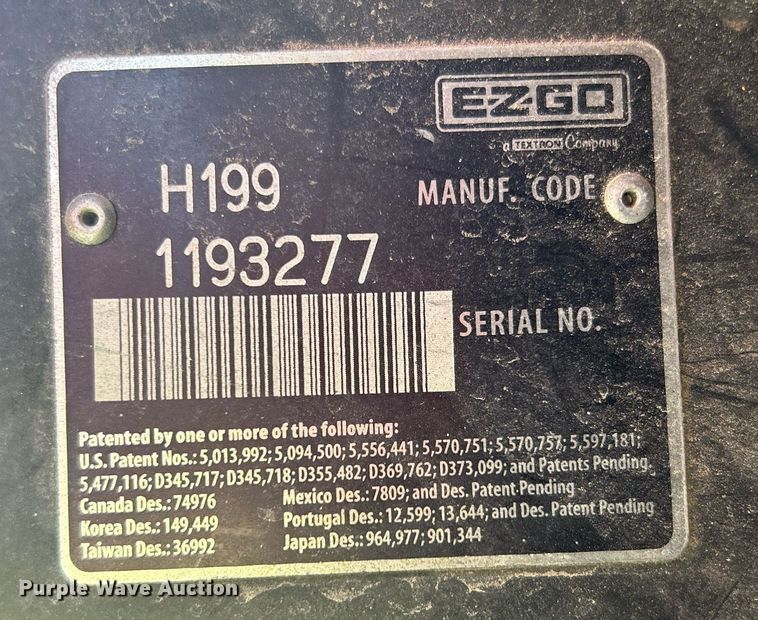 E-Z-GO
a TEXTRON Company
H199 MANUF. CODE
1193277
SERIAL NO.
Patented by one or more of the following:
U.S. Patent Nos.: 5,013,992; 5,094,500; 5,556,441; 5,570,751; 5,570,757; 5,597,181;
5,477,116; D345,717; D345,718; D355,482; D369,762; D373,099; and Patents Pending.
Canada Des.: 74976 Mexico Des.: 7809; and Des. Patent-Pending
Korea Des.: 149,449 Portugal Des.: 12,599; 13,644; and Des. Patent Pending
Taiwan Des.: 36992 Japan Des.: 964,977; 901,344
Purple Wave Auction